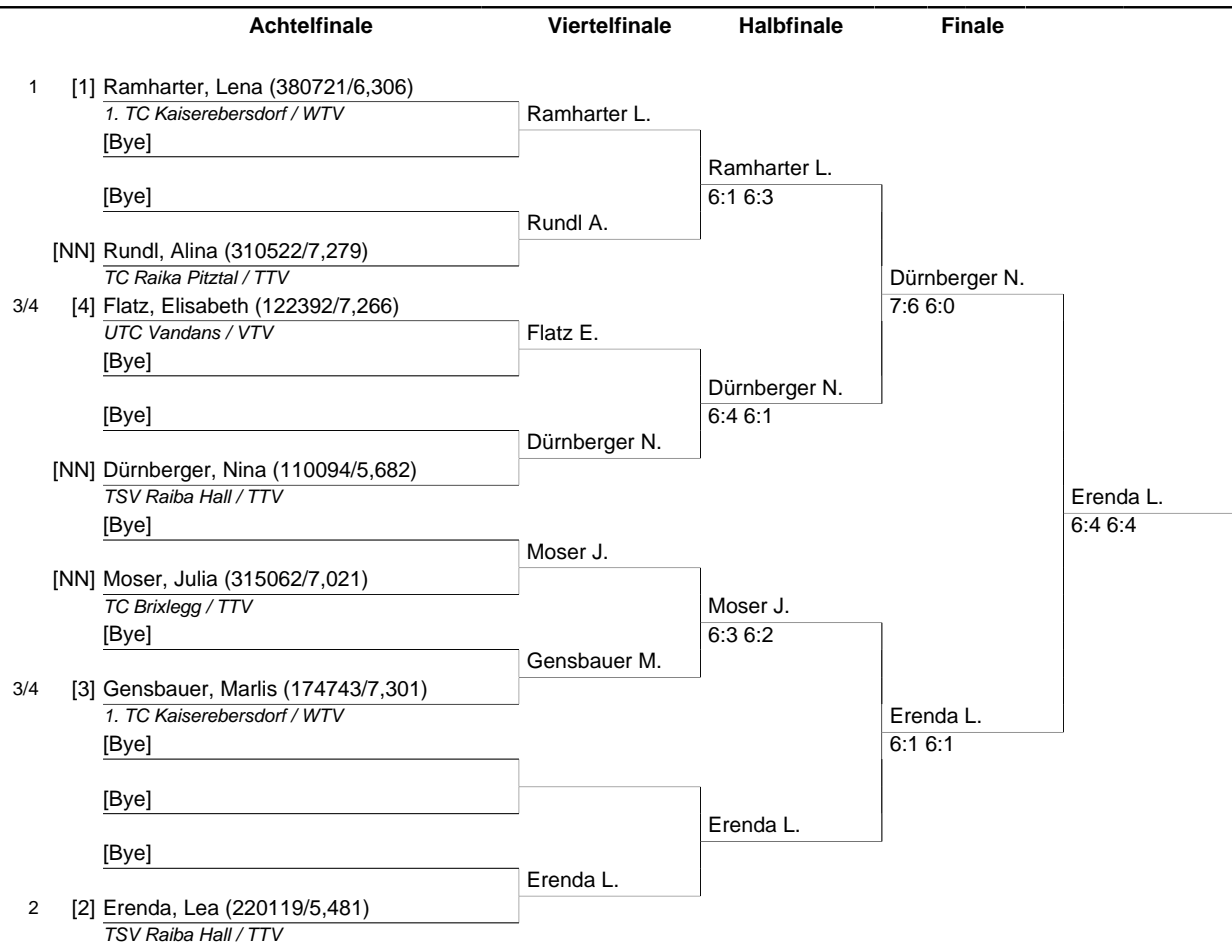 Achtelfinale Viertelfinale Halbfinale Finale
1 [1] Ramharter, Lena (380721/6,306)
1. TC Kaiserebersdorf / WTV
Ramharter L.
[Bye]
Ramharter L.
[Bye]
6:1 6:3
Rundl A.
[NN] Rundl, Alina (310522/7,279)
TC Raika Pitztal / TTV
Dürnberger N.
3/4 [4] Flatz, Elisabeth (122392/7,266)
7:6 6:0
UTC Vandans / VTV
Flatz E.
[Bye]
Dürnberger N.
[Bye]
6:4 6:1
Dürnberger N.
[NN] Dürnberger, Nina (110094/5,682)
TSV Raiba Hall / TTV
Erenda L.
[Bye]
6:4 6:4
Moser J.
[NN] Moser, Julia (315062/7,021)
TC Brixlegg / TTV
Moser J.
[Bye]
6:3 6:2
Gensbauer M.
3/4 [3] Gensbauer, Marlis (174743/7,301)
1. TC Kaiserebersdorf / WTV
Erenda L.
[Bye]
6:1 6:1
[Bye]
Erenda L.
[Bye]
Erenda L.
2 [2] Erenda, Lea (220119/5,481)
TSV Raiba Hall / TTV